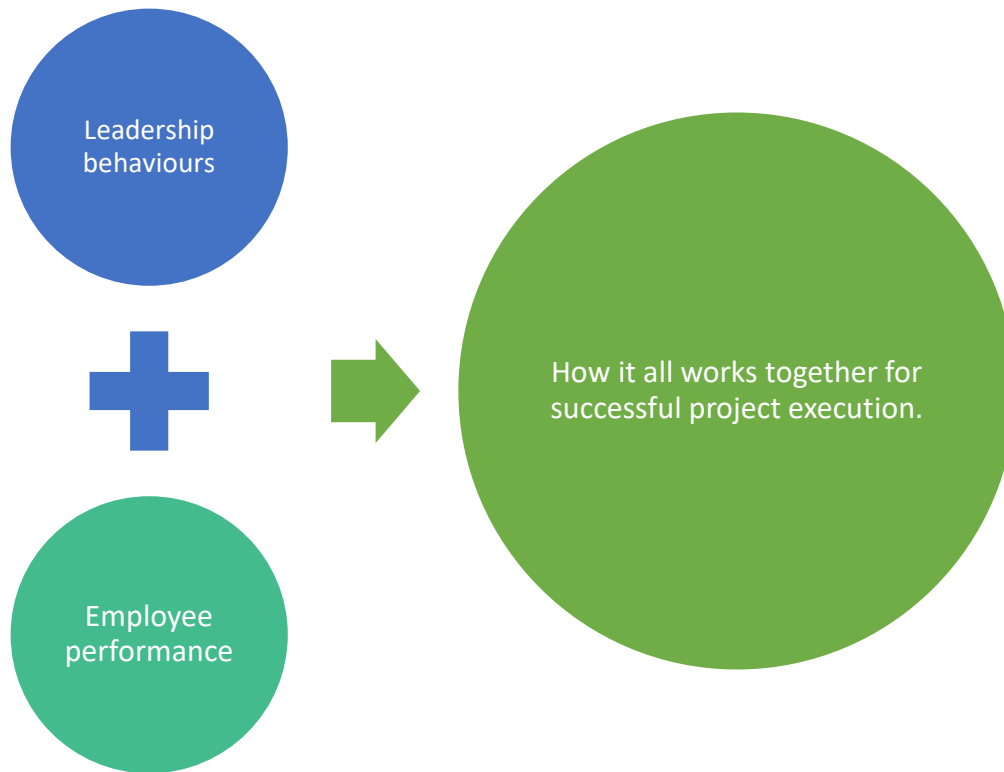 Leadership
behaviours
How it all works together for
successful project execution.
Employee
performance